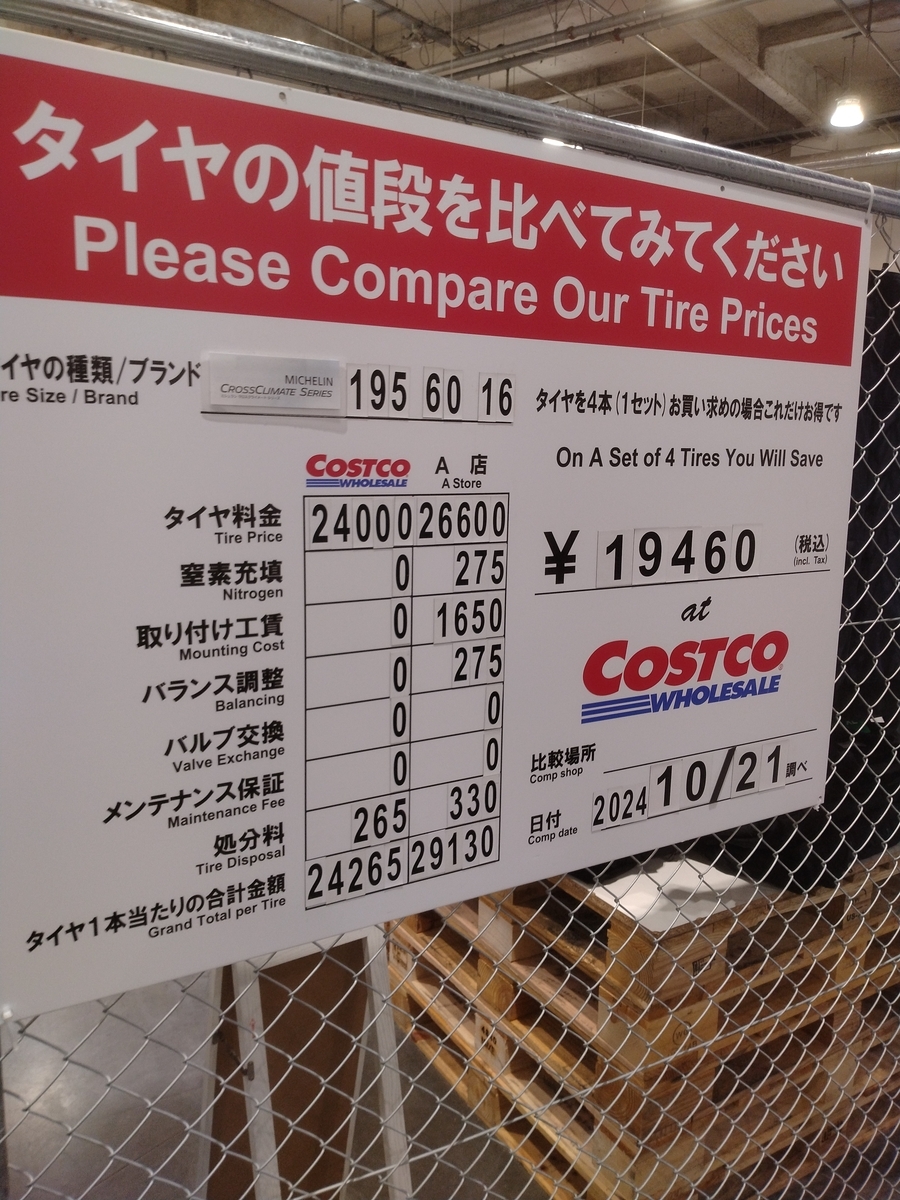 タイヤの値段を比べてみてください
Please Compare Our Tire Prices
イヤの種類/ブランド
re Size / Brand
MICHELIN
CROSSCLIMATE SERIES
195 60 16
タイヤを4本(1セット)お買い求めの場合これだけお得です
On A Set of 4 Tires You Will Save
COSTCO
WHOLESALE
A 店
A Store
タイヤ料金 24000 26600
Tire Price
窒素充填 0 275
Nitrogen
取り付け工賃 0 1650
Mounting Cost
バランス調整 0 275
Balancing
バルブ交換 0 0
Valve Exchange
メンテナンス保証 0 0
Maintenance Fee
処分料 265 330
Tire Disposal
タイヤ1本当たりの合計金額 24265 29130
Grand Total per Tire
¥ 19460 (税込)
(incl. Tax)
at
COSTCO
WHOLESALE
比較場所
Comp shop
日付 2024 10/21 調べ
Comp date